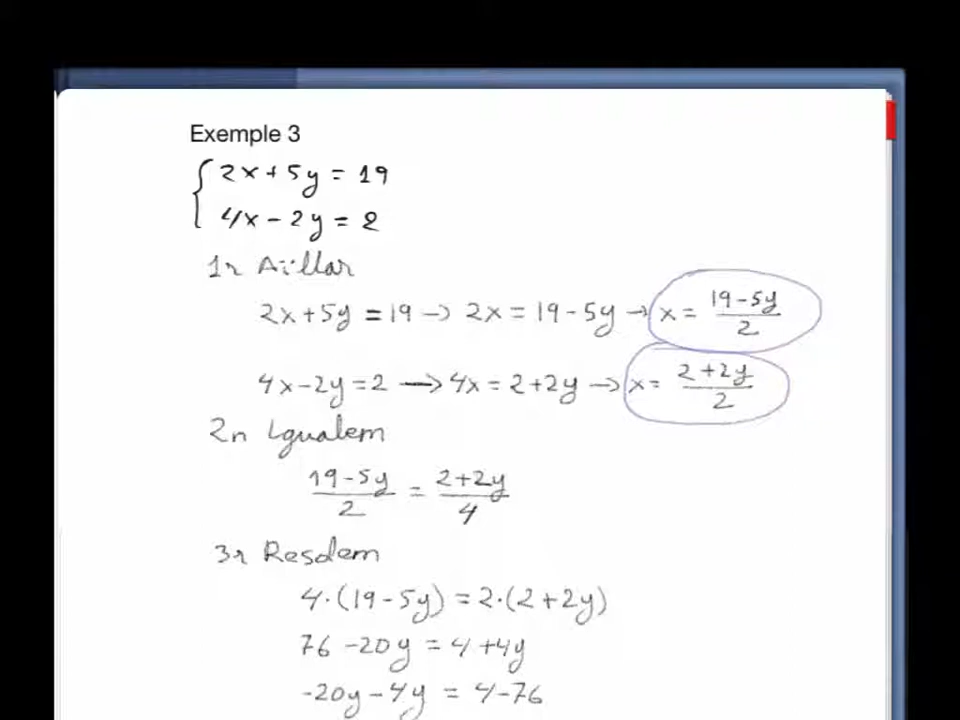 Exemple 3
2x+5y = 19
4x-2y = 2
1r Aïllar
2x+5y = 19 → 2x = 19-5y → x = (19-5y)/2
4x-2y = 2 → 4x = 2+2y → x = (2+2y)/2
2n Igualem
(19-5y)/2 = (2+2y)/4
3r Resolem
4·(19-5y) = 2·(2+2y)
76-20y = 4+4y
-20y-4y = 4-76